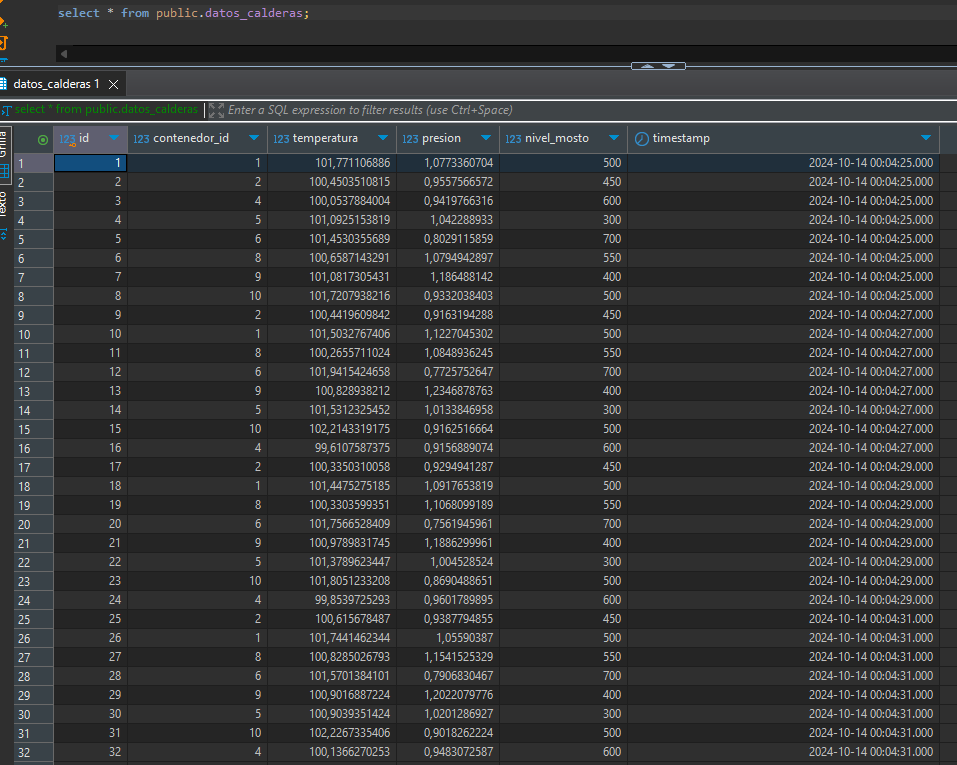 select * from public.datos_calderas;
datos_calderas 1
select * from public.datos_calderas Enter a SQL expression to filter results (use Ctrl+Space)
Grilla
Texto
123 id 123 contenedor_id 123 temperatura 123 presion 123 nivel_mosto timestamp
1 1 1 101,771106886 1,0773360704 500 2024-10-14 00:04:25.000
2 2 2 100,4503510815 0,9557566572 450 2024-10-14 00:04:25.000
3 3 4 100,0537884004 0,9419766316 600 2024-10-14 00:04:25.000
4 4 5 101,0925153819 1,042288933 300 2024-10-14 00:04:25.000
5 5 6 101,4530355689 0,8029115859 700 2024-10-14 00:04:25.000
6 6 8 100,6587143291 1,0794942897 550 2024-10-14 00:04:25.000
7 7 9 101,0817305431 1,186488142 400 2024-10-14 00:04:25.000
8 8 10 101,7207938216 0,9332038403 500 2024-10-14 00:04:25.000
9 9 2 100,4419609842 0,9163194288 450 2024-10-14 00:04:27.000
10 10 1 101,5032767406 1,1227045302 500 2024-10-14 00:04:27.000
11 11 8 100,2655711024 1,0848936245 550 2024-10-14 00:04:27.000
12 12 6 101,9415424658 0,7725752647 700 2024-10-14 00:04:27.000
13 13 9 100,828938212 1,2346878763 400 2024-10-14 00:04:27.000
14 14 5 101,5312325452 1,0133846958 300 2024-10-14 00:04:27.000
15 15 10 102,2143319175 0,9162516664 500 2024-10-14 00:04:27.000
16 16 4 99,6107587375 0,9156889074 600 2024-10-14 00:04:27.000
17 17 2 100,3350310058 0,9294941287 450 2024-10-14 00:04:29.000
18 18 1 101,4475275185 1,0917653819 500 2024-10-14 00:04:29.000
19 19 8 100,3303599351 1,1068099189 550 2024-10-14 00:04:29.000
20 20 6 101,7566528409 0,7561945961 700 2024-10-14 00:04:29.000
21 21 9 100,9789831745 1,1886299961 400 2024-10-14 00:04:29.000
22 22 5 101,3789623447 1,004528524 300 2024-10-14 00:04:29.000
23 23 10 101,8051233208 0,8690488651 500 2024-10-14 00:04:29.000
24 24 4 99,8539725293 0,9601789895 600 2024-10-14 00:04:29.000
25 25 2 100,615678487 0,9387794855 450 2024-10-14 00:04:31.000
26 26 1 101,7441462344 1,05590387 500 2024-10-14 00:04:31.000
27 27 8 100,8285026793 1,1541525329 550 2024-10-14 00:04:31.000
28 28 6 101,5701384101 0,7906830467 700 2024-10-14 00:04:31.000
29 29 9 100,9016887224 1,2022079776 400 2024-10-14 00:04:31.000
30 30 5 100,9039351424 1,0201286927 300 2024-10-14 00:04:31.000
31 31 10 102,2267335406 0,9018262224 500 2024-10-14 00:04:31.000
32 32 4 100,1366270253 0,9483072587 600 2024-10-14 00:04:31.000